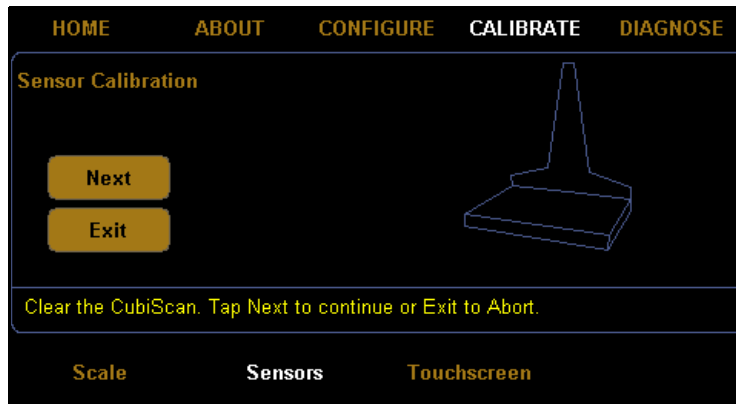 HOME ABOUT CONFIGURE CALIBRATE DIAGNOSE
Sensor Calibration
Next
Exit
Clear the CubiScan. Tap Next to continue or Exit to Abort.
Scale Sensors Touchscreen